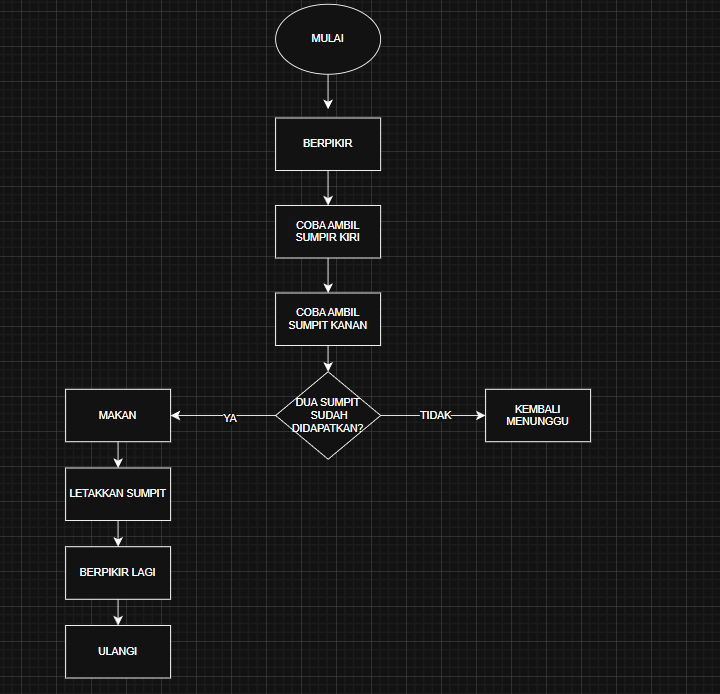 MULAI
BERPIKIR
COBA AMBIL
SUMPIR KIRI
COBA AMBIL
SUMPIT KANAN
DUA SUMPIT
SUDAH
DIDAPATKAN?
YA
TIDAK
MAKAN
KEMBALI
MENUNGGU
LETAKKAN SUMPIT
BERPIKIR LAGI
ULANGI